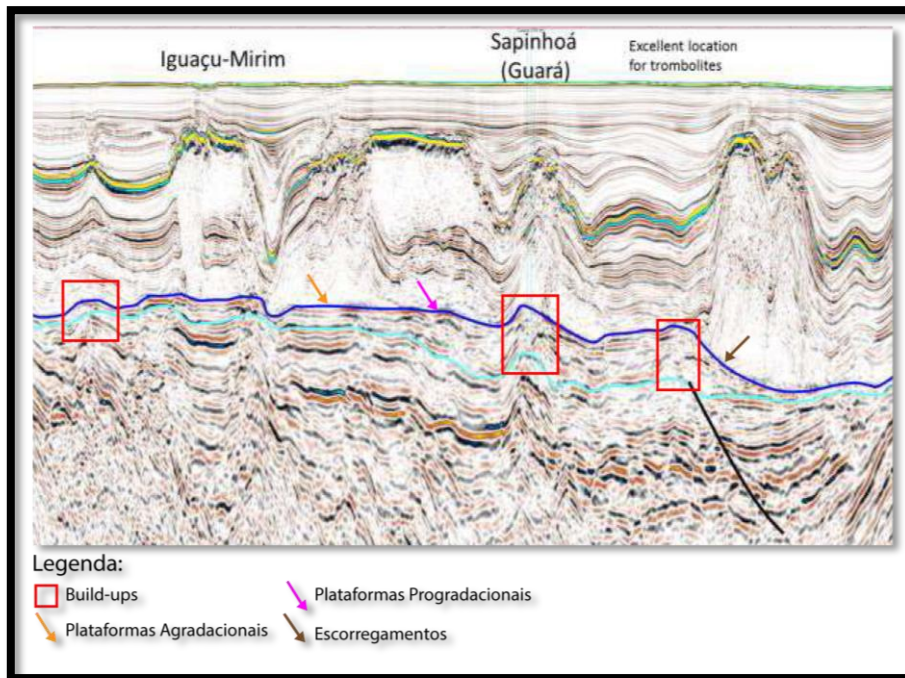 Iguaçu-Mirim
Sapinhoá
(Guará)
Excellent location
for trombolites
Legenda:
Build-ups
Plataformas Progradacionais
Plataformas Agradacionais
Escorregamentos